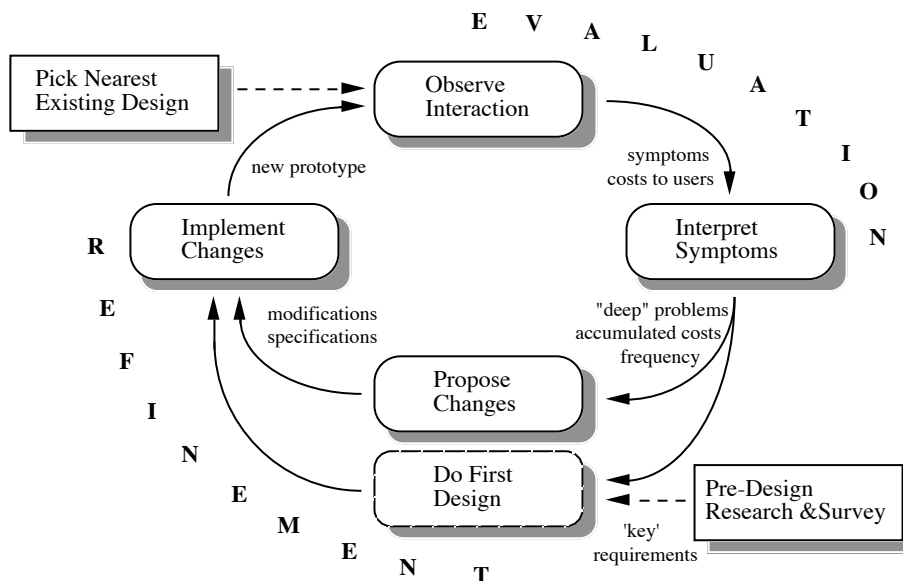 E V A L U A T I O N
Pick Nearest
Existing Design
Observe
Interaction
new prototype
symptoms
costs to users
Implement
Changes
Interpret
Symptoms
R E F I N E M E N T
modifications
specifications
"deep" problems
accumulated costs
frequency
Propose
Changes
Do First
Design
Pre-Design
Research &Survey
'key'
requirements